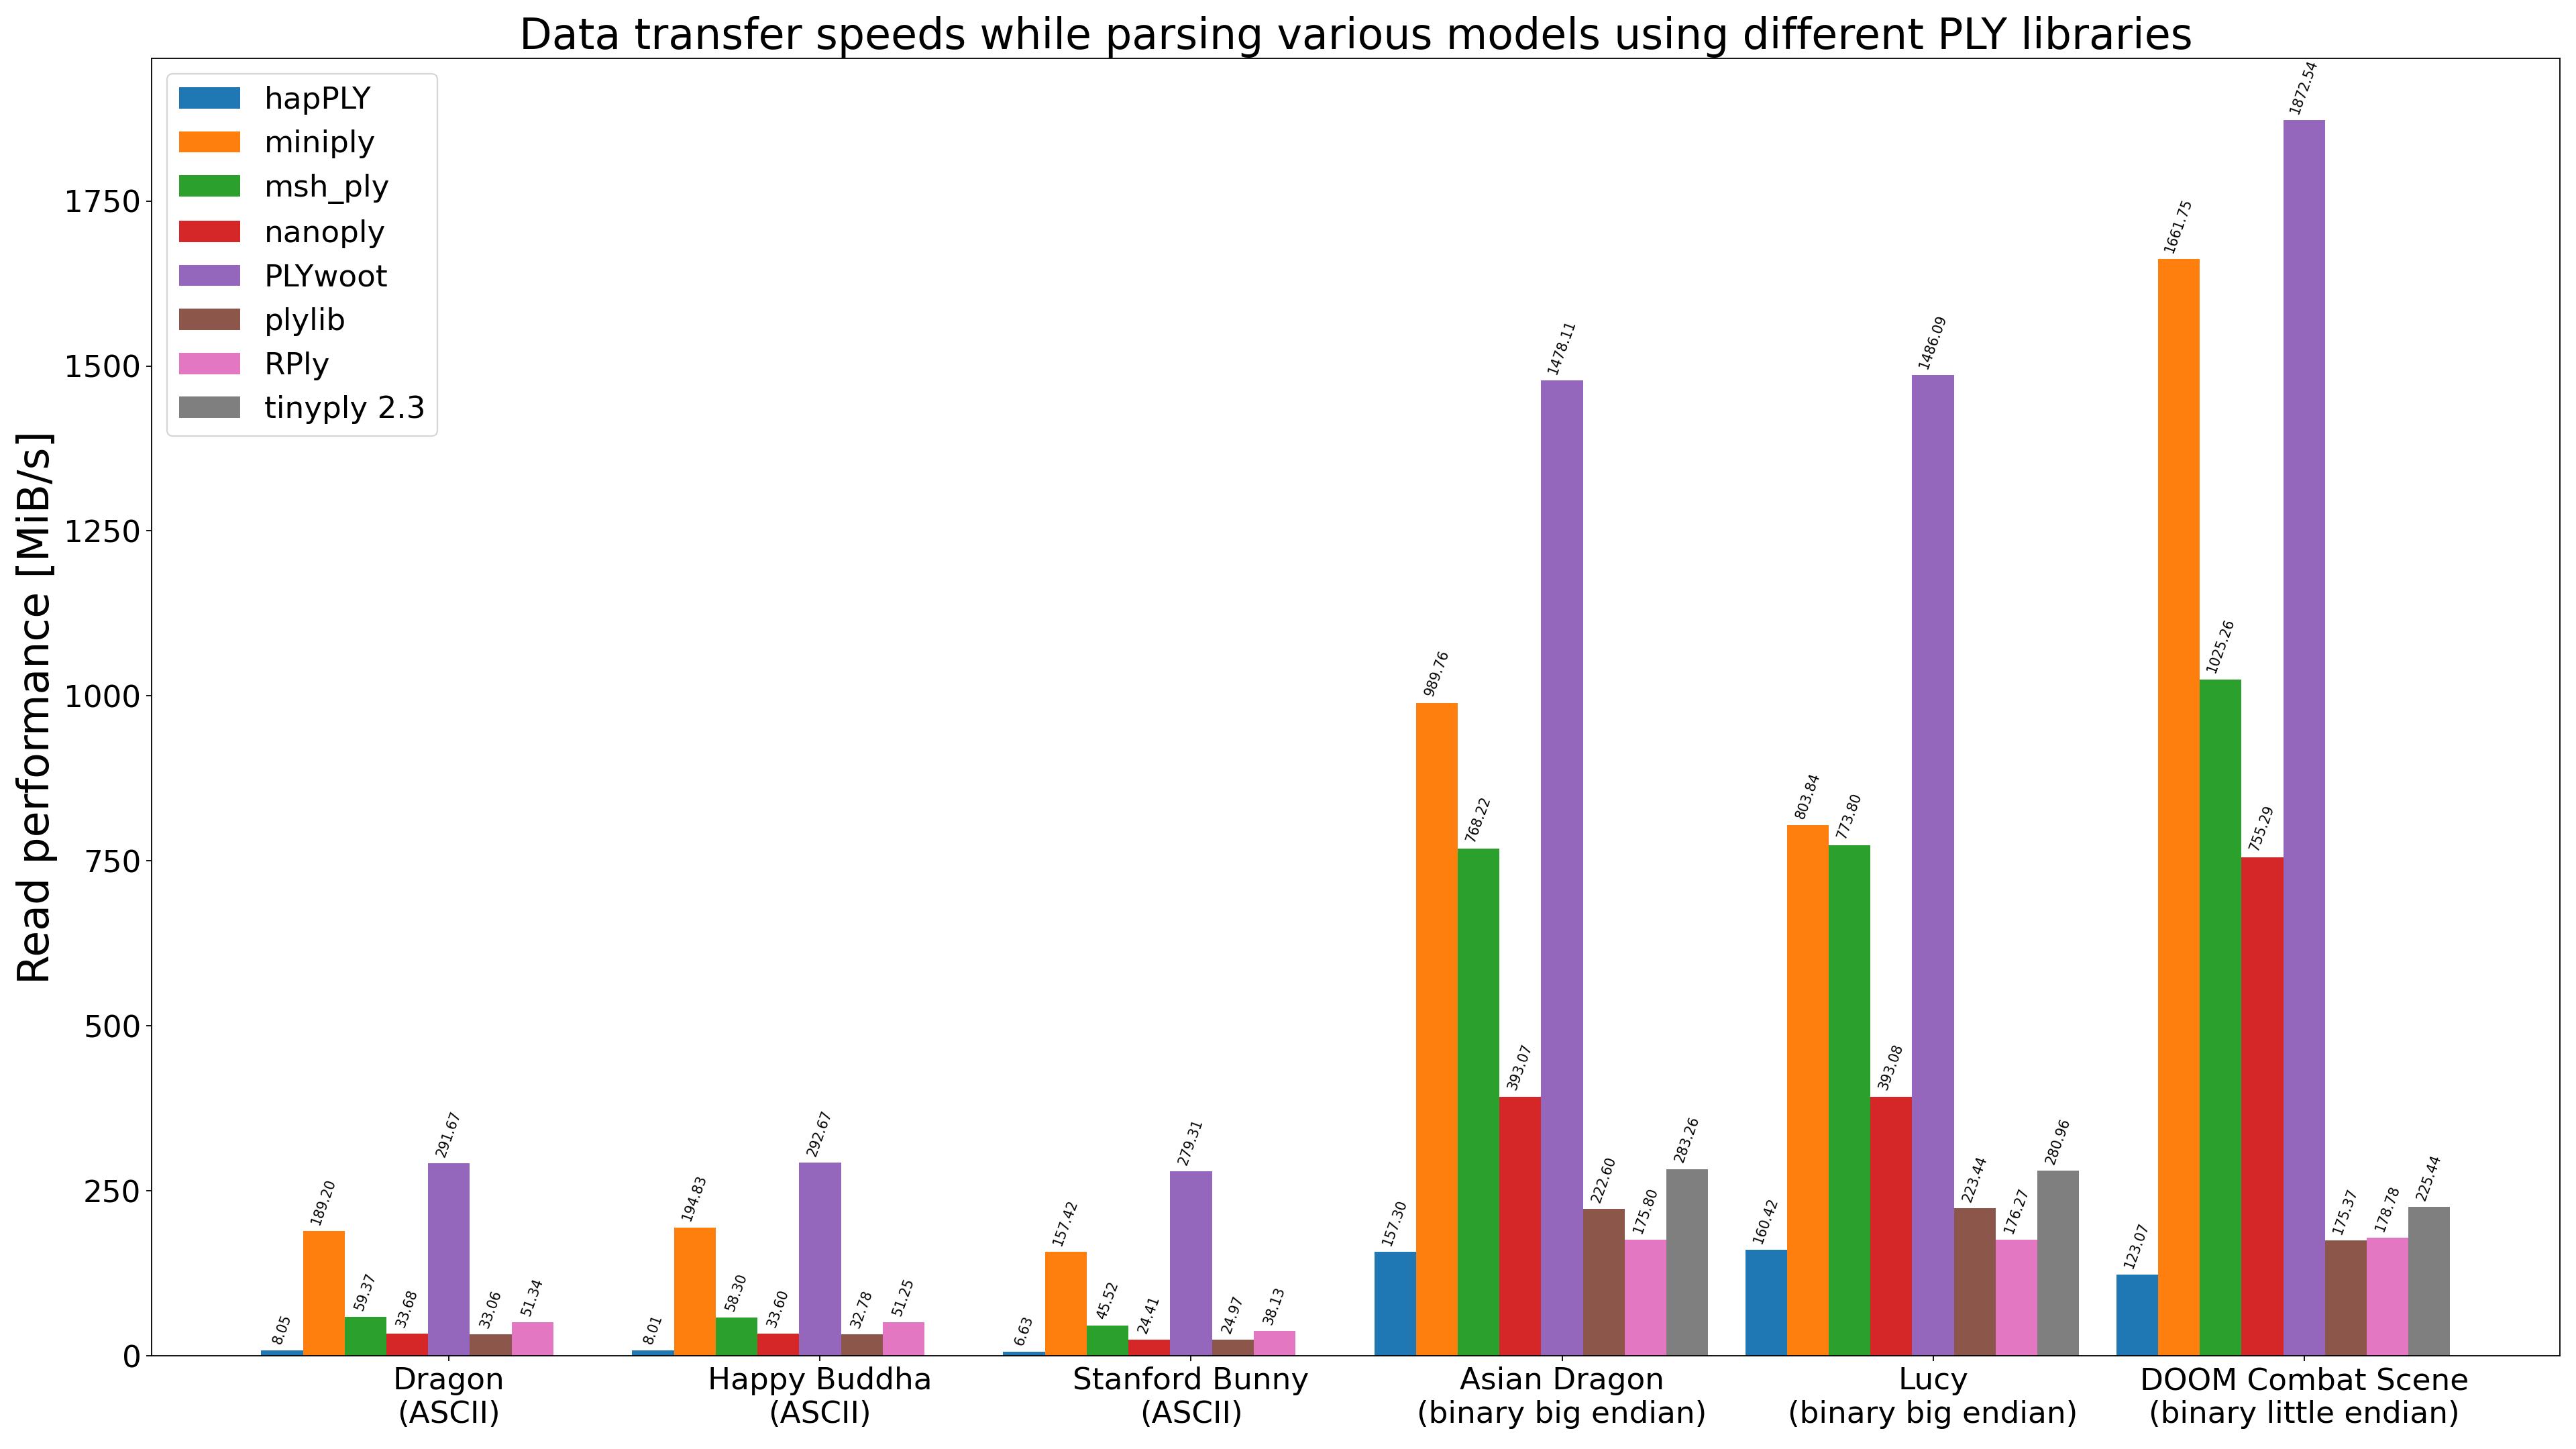 Data transfer speeds while parsing various models using different PLY libraries
Read performance [MiB/s]
hapPLY
miniply
msh_ply
nanoply
PLYwoot
plylib
RPly
tinyply 2.3
1750
1500
1250
1000
750
500
250
0
8.05
189.20
59.37
33.68
291.67
33.06
51.34
8.01
194.83
58.30
33.60
292.67
32.78
51.25
6.63
157.42
45.52
24.41
279.31
24.97
38.13
157.30
989.76
768.22
393.07
1478.11
222.60
175.80
283.26
160.42
803.84
773.80
393.08
1486.09
223.44
176.27
280.96
123.07
1661.75
1025.26
755.29
1872.54
175.37
178.78
225.44
Dragon
(ASCII)
Happy Buddha
(ASCII)
Stanford Bunny
(ASCII)
Asian Dragon
(binary big endian)
Lucy
(binary big endian)
DOOM Combat Scene
(binary little endian)